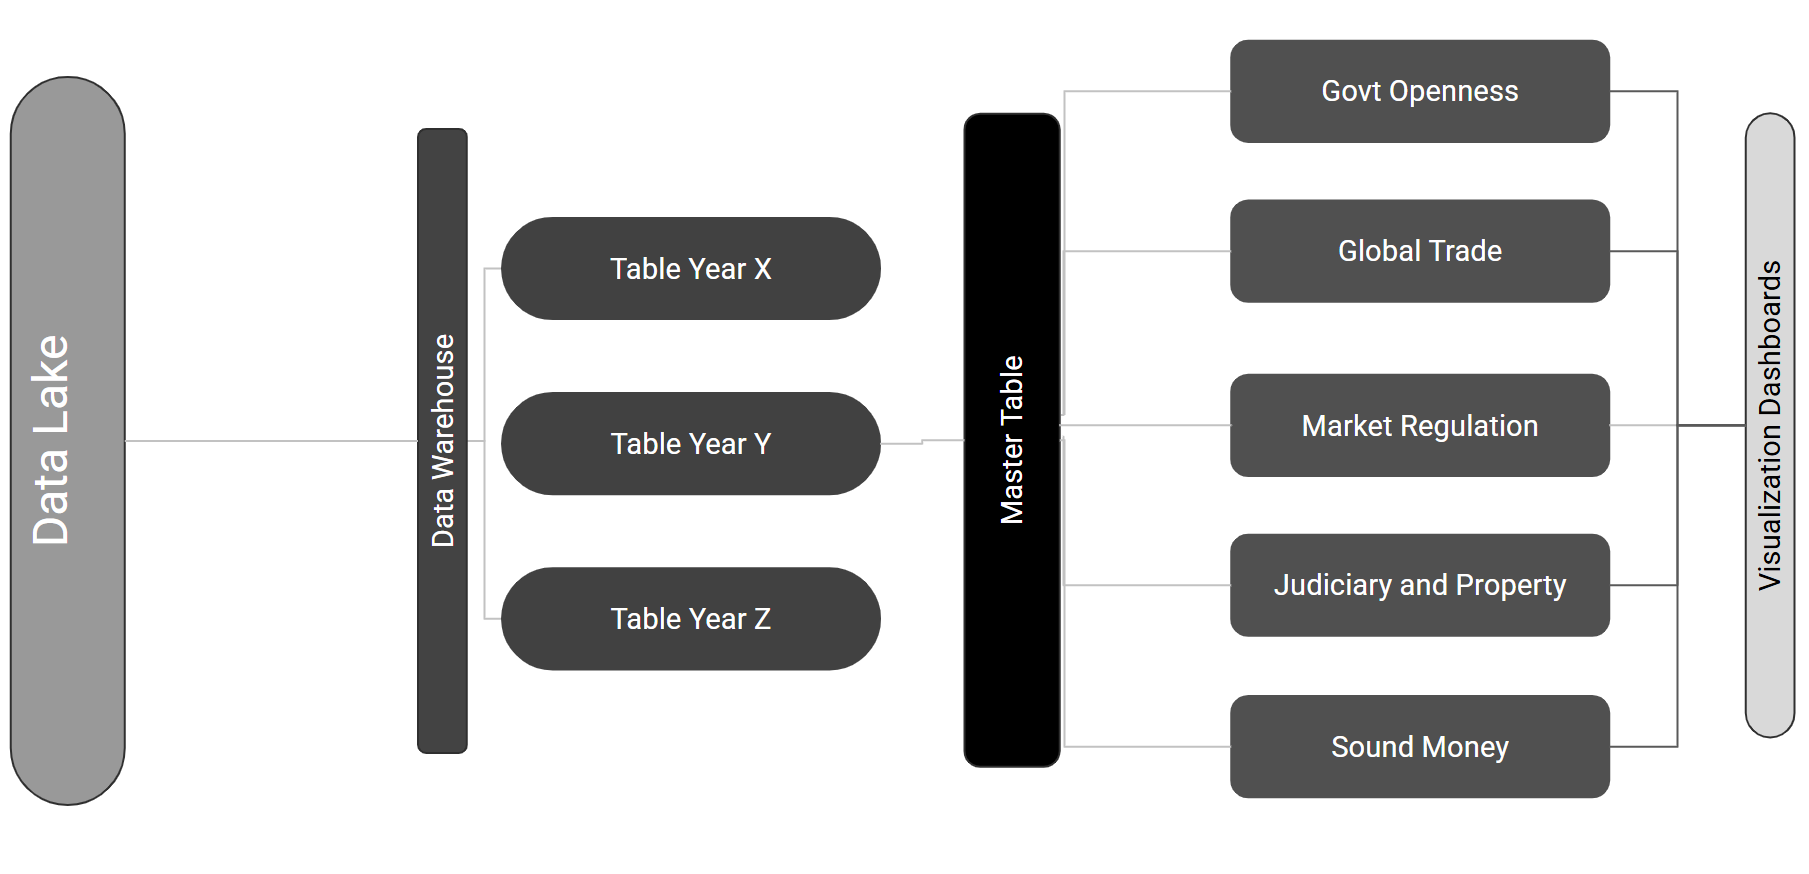 Data Lake
Data Warehouse
Table Year X
Table Year Y
Table Year Z
Master Table
Govt Openness
Global Trade
Market Regulation
Judiciary and Property
Sound Money
Visualization Dashboards